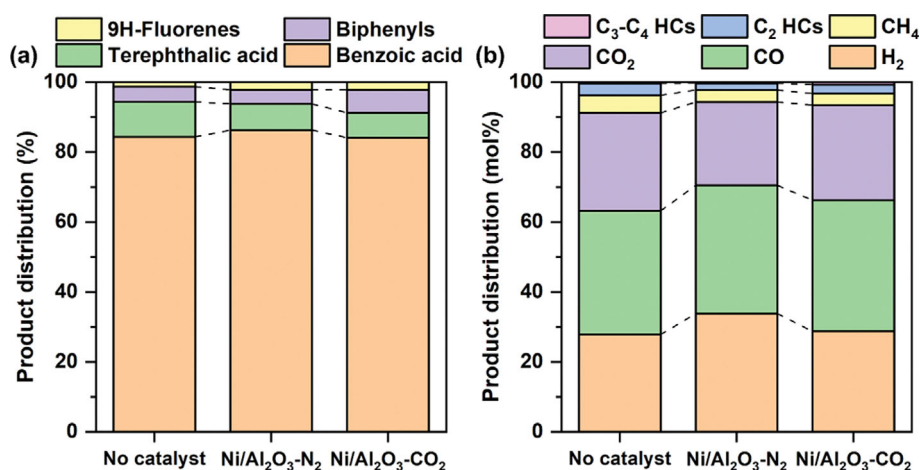 (a) 9H-Fluorenes Biphenyls
Terephthalic acid Benzoic acid
Product distribution (%)
100
80
60
40
20
0
No catalyst Ni/Al₂O₃-N₂ Ni/Al₂O₃-CO₂
(b) C₃-C₄ HCs C₂ HCs CH₄
CO₂ CO H₂
Product distribution (mol%)
100
80
60
40
20
0
No catalyst Ni/Al₂O₃-N₂ Ni/Al₂O₃-CO₂